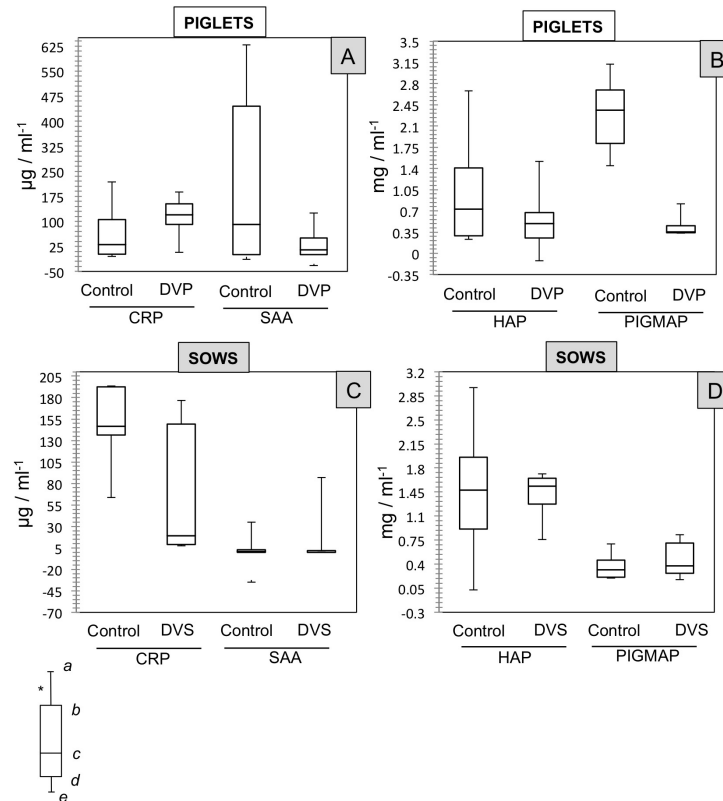 PIGLETS
A
µg / ml-1
625
550
475
400
325
250
175
100
25
-50
Control DVP Control DVP
CRP SAA
PIGLETS
B
mg / ml-1
3.5
3.15
2.8
2.45
2.1
1.75
1.4
1.05
0.7
0.35
0
-0.35
Control DVP Control DVP
HAP PIGMAP
SOWS
C
µg / ml-1
205
180
155
130
105
80
55
30
5
-20
-45
-70
Control DVS Control DVS
CRP SAA
SOWS
D
mg / ml-1
3.2
2.85
2.5
2.15
1.8
1.45
1.1
0.75
0.4
0.05
-0.3
Control DVS Control DVS
HAP PIGMAP
a
*
b
c
d
e